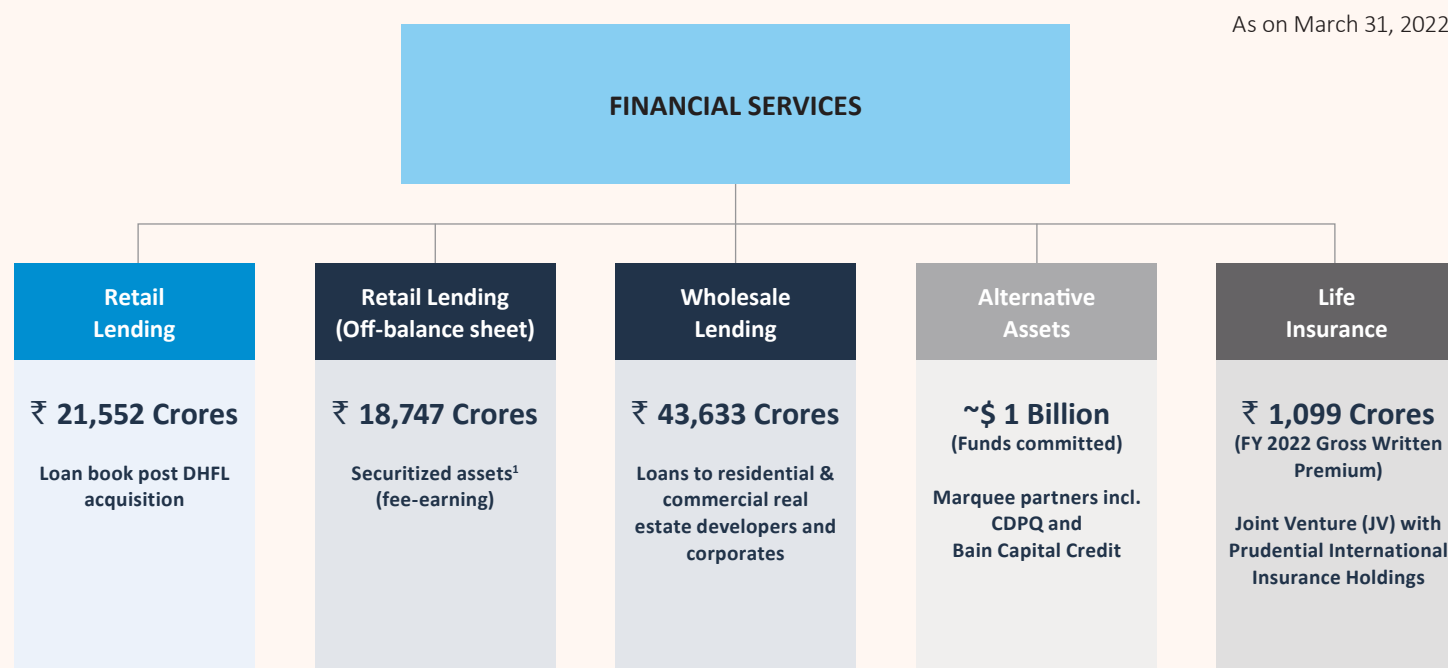 As on March 31, 2022
FINANCIAL SERVICES
Retail
Lending
₹ 21,552 Crores
Loan book post DHFL
acquisition
Retail Lending
(Off-balance sheet)
₹ 18,747 Crores
Securitized assets¹
(fee-earning)
Wholesale
Lending
₹ 43,633 Crores
Loans to residential &
commercial real
estate developers and
corporates
Alternative
Assets
~$ 1 Billion
(Funds committed)
Marquee partners incl.
CDPQ and
Bain Capital Credit
Life
Insurance
₹ 1,099 Crores
(FY 2022 Gross Written
Premium)
Joint Venture (JV) with
Prudential International
Insurance Holdings